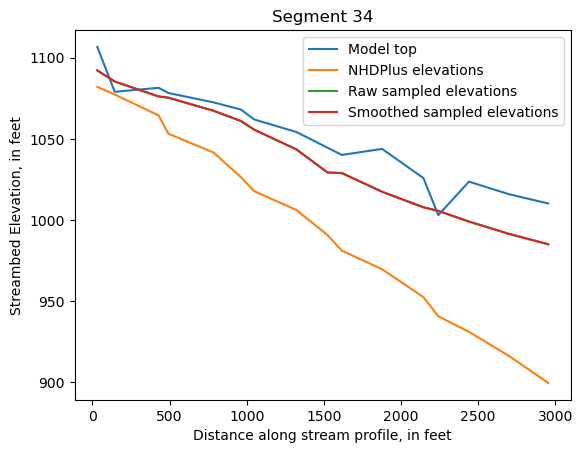 Segment 34
Model top
NHDPlus elevations
Raw sampled elevations
Smoothed sampled elevations
Streambed Elevation, in feet
1100
1050
1000
950
900
0 500 1000 1500 2000 2500 3000
Distance along stream profile, in feet